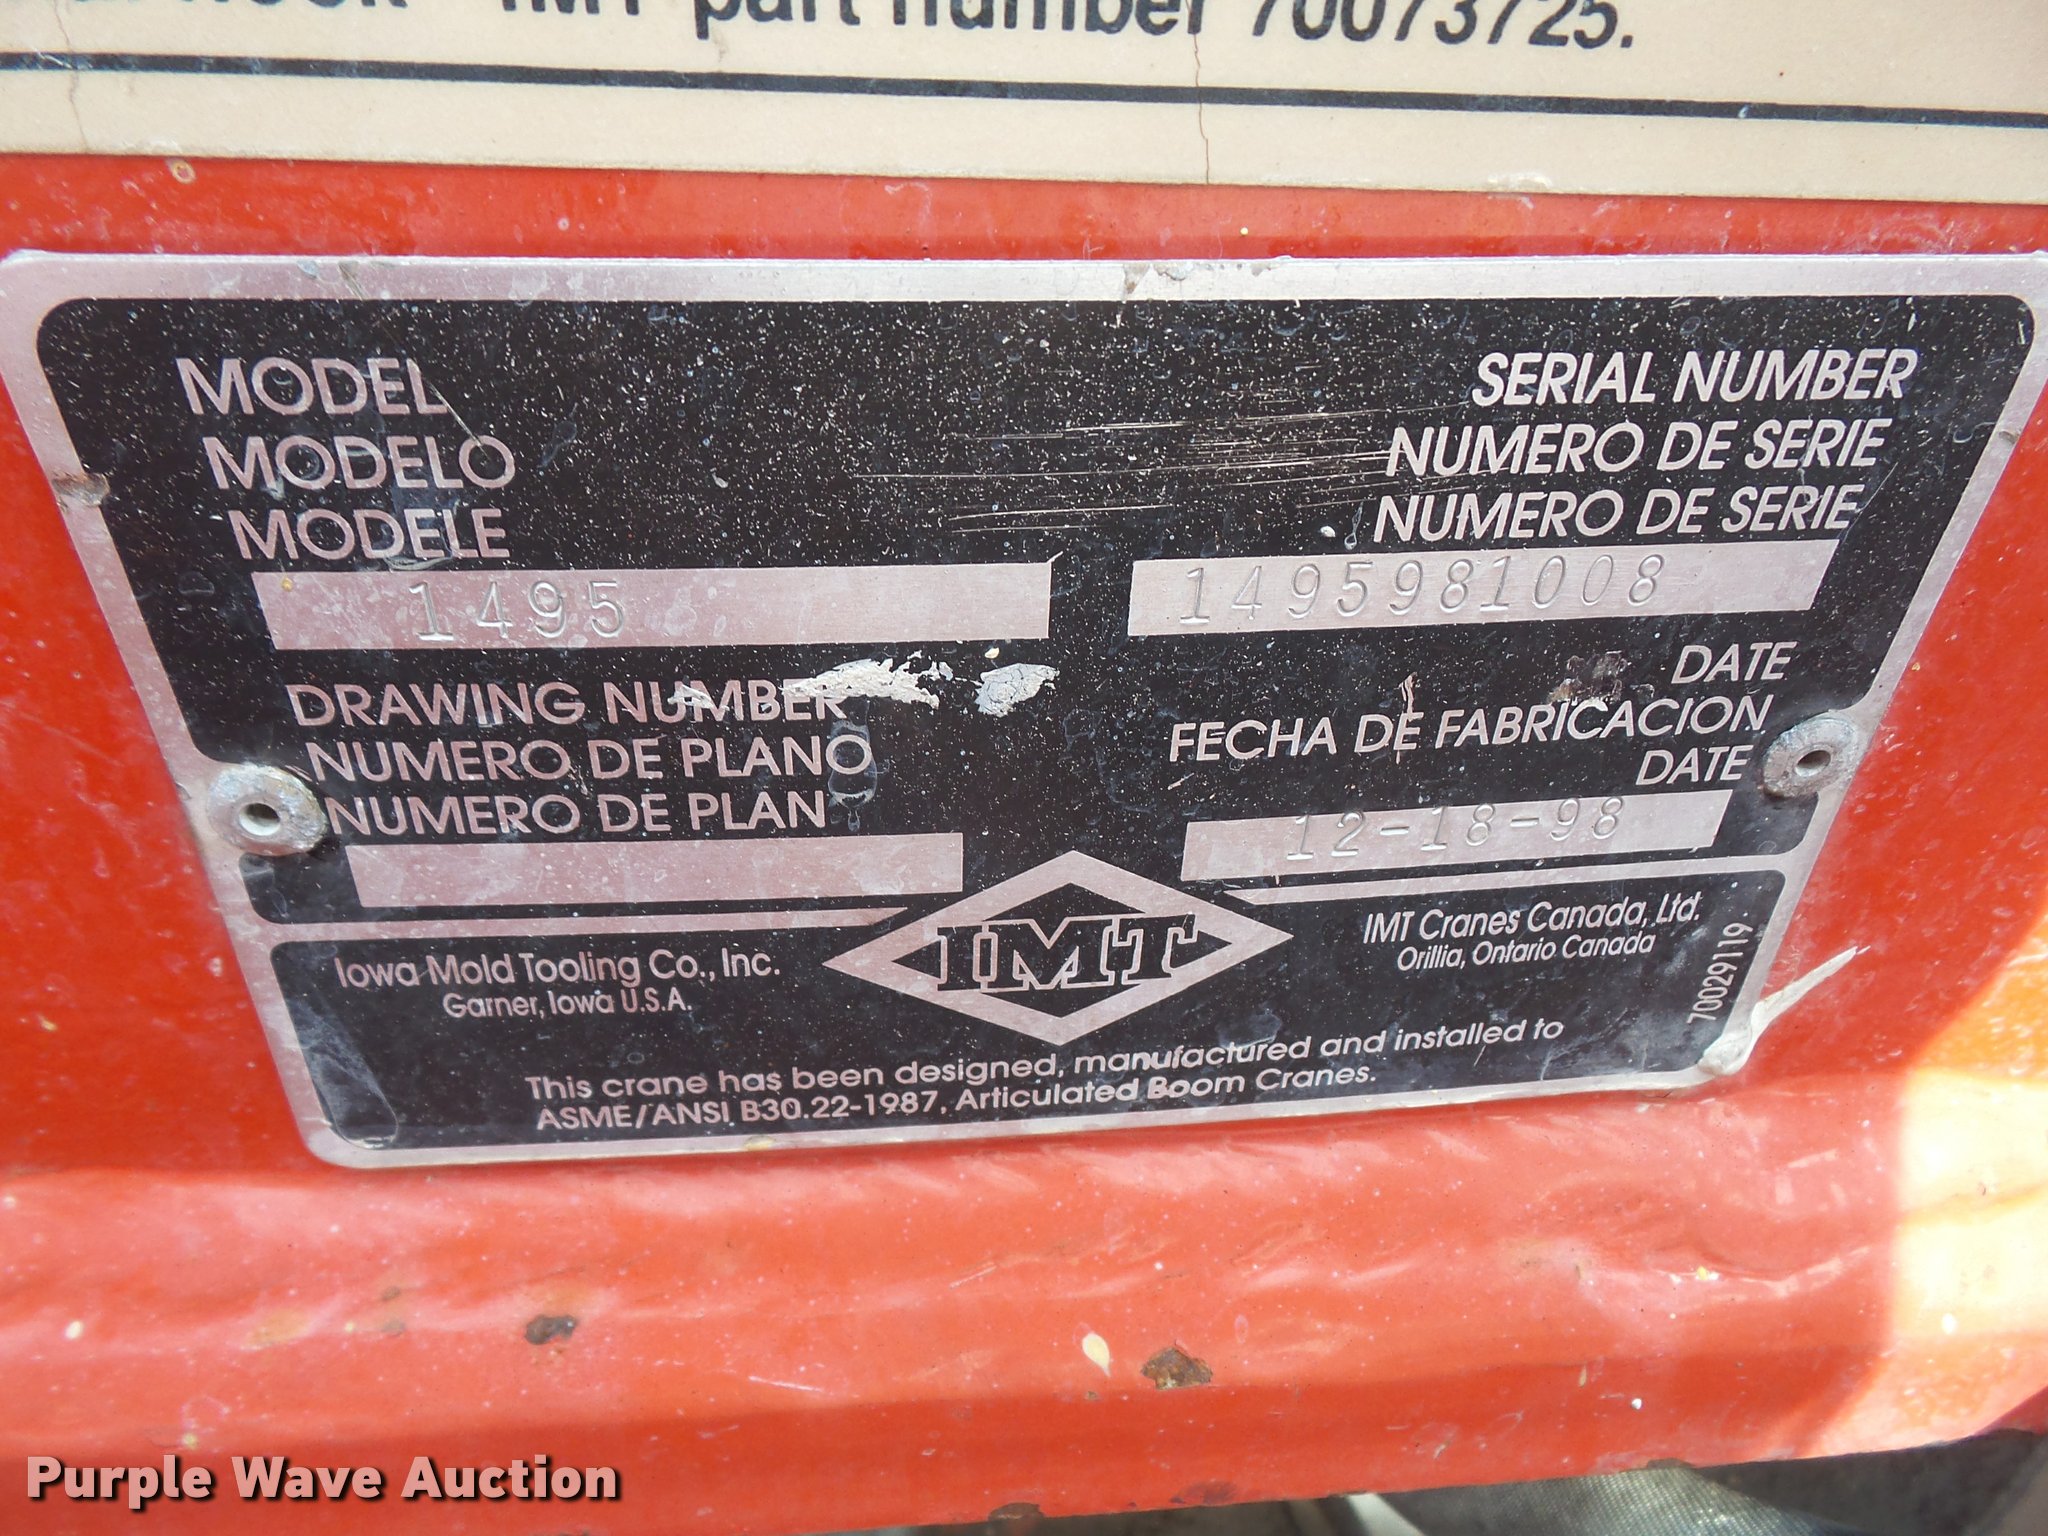 IMT part number 70073725.
MODEL
MODELO
MODELE
1495
SERIAL NUMBER
NUMERO DE SERIE
NUMERO DE SERIE
1495981008
DRAWING NUMBER
NUMERO DE PLANO
NUMERO DE PLAN
DATE
FECHA DE FABRICACION
DATE
12-18-98
Iowa Mold Tooling Co., Inc.
Garner, Iowa U.S.A.
IMT
IMT Cranes Canada, Ltd.
Orillia, Ontario Canada
70029119
This crane has been designed, manufactured and installed to
ASME/ANSI B30.22-1987, Articulated Boom Cranes.
Purple Wave Auction